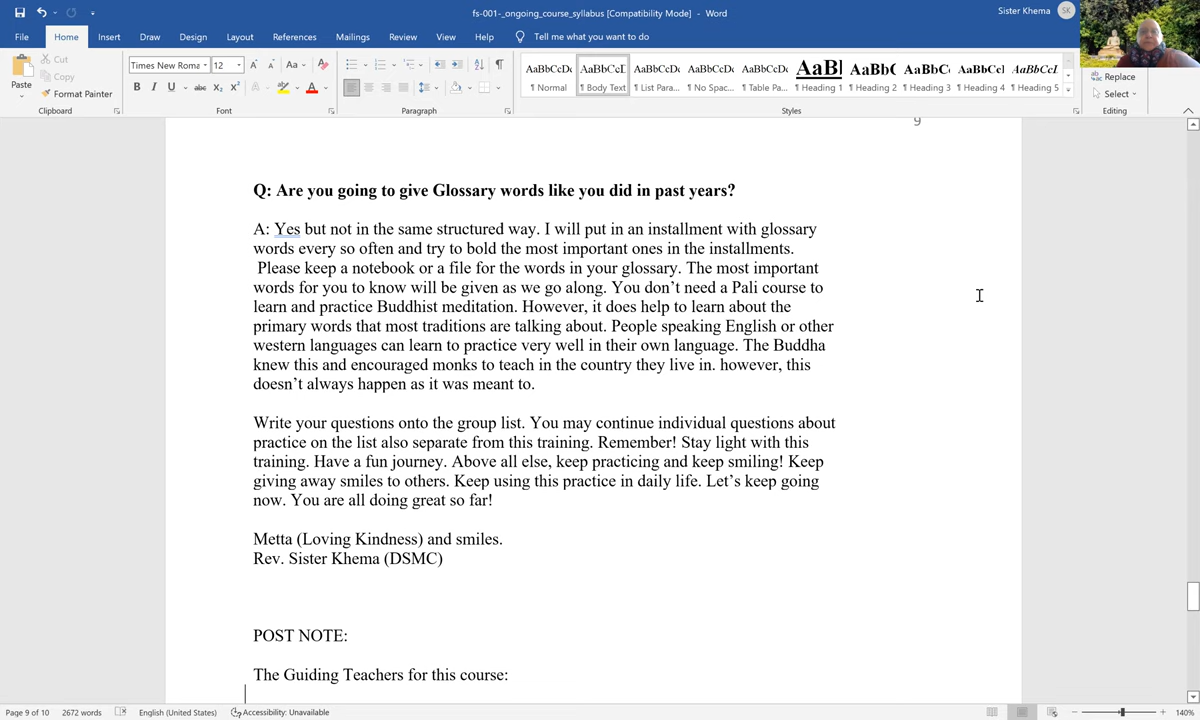 fs-001-_ongoing_course_syllabus [Compatibility Mode] - Word
Sister Khema
SK
File Home Insert Draw Design Layout References Mailings Review View Help Tell me what you want to do
Paste
Cut
Copy
Format Painter
Clipboard
Times New Roma
12
Aa
B I U abc X₂ X² A A
Font
Paragraph
AaBbCcDc AaBbCcD AaBbCcDc AaBbCcDc AaBbCcDc AaBl AaBb( AaBbC AaBbCcl AaBbCcL
¶ Normal ¶ Body Text ¶ List Para... ¶ No Spac... ¶ Table Pa... ¶ Heading 1 ¶ Heading 2 ¶ Heading 3 ¶ Heading 4 ¶ Heading 5
Styles
Replace
Select
Editing
9
Q: Are you going to give Glossary words like you did in past years?
A: Yes but not in the same structured way. I will put in an installment with glossary
words every so often and try to bold the most important ones in the installments.
Please keep a notebook or a file for the words in your glossary. The most important
words for you to know will be given as we go along. You don’t need a Pali course to
learn and practice Buddhist meditation. However, it does help to learn about the
primary words that most traditions are talking about. People speaking English or other
western languages can learn to practice very well in their own language. The Buddha
knew this and encouraged monks to teach in the country they live in. however, this
doesn’t always happen as it was meant to.
Write your questions onto the group list. You may continue individual questions about
practice on the list also separate from this training. Remember! Stay light with this
training. Have a fun journey. Above all else, keep practicing and keep smiling! Keep
giving away smiles to others. Keep using this practice in daily life. Let’s keep going
now. You are all doing great so far!
Metta (Loving Kindness) and smiles.
Rev. Sister Khema (DSMC)
POST NOTE:
The Guiding Teachers for this course:
Page 9 of 10 2672 words English (United States) Accessibility: Unavailable 140%